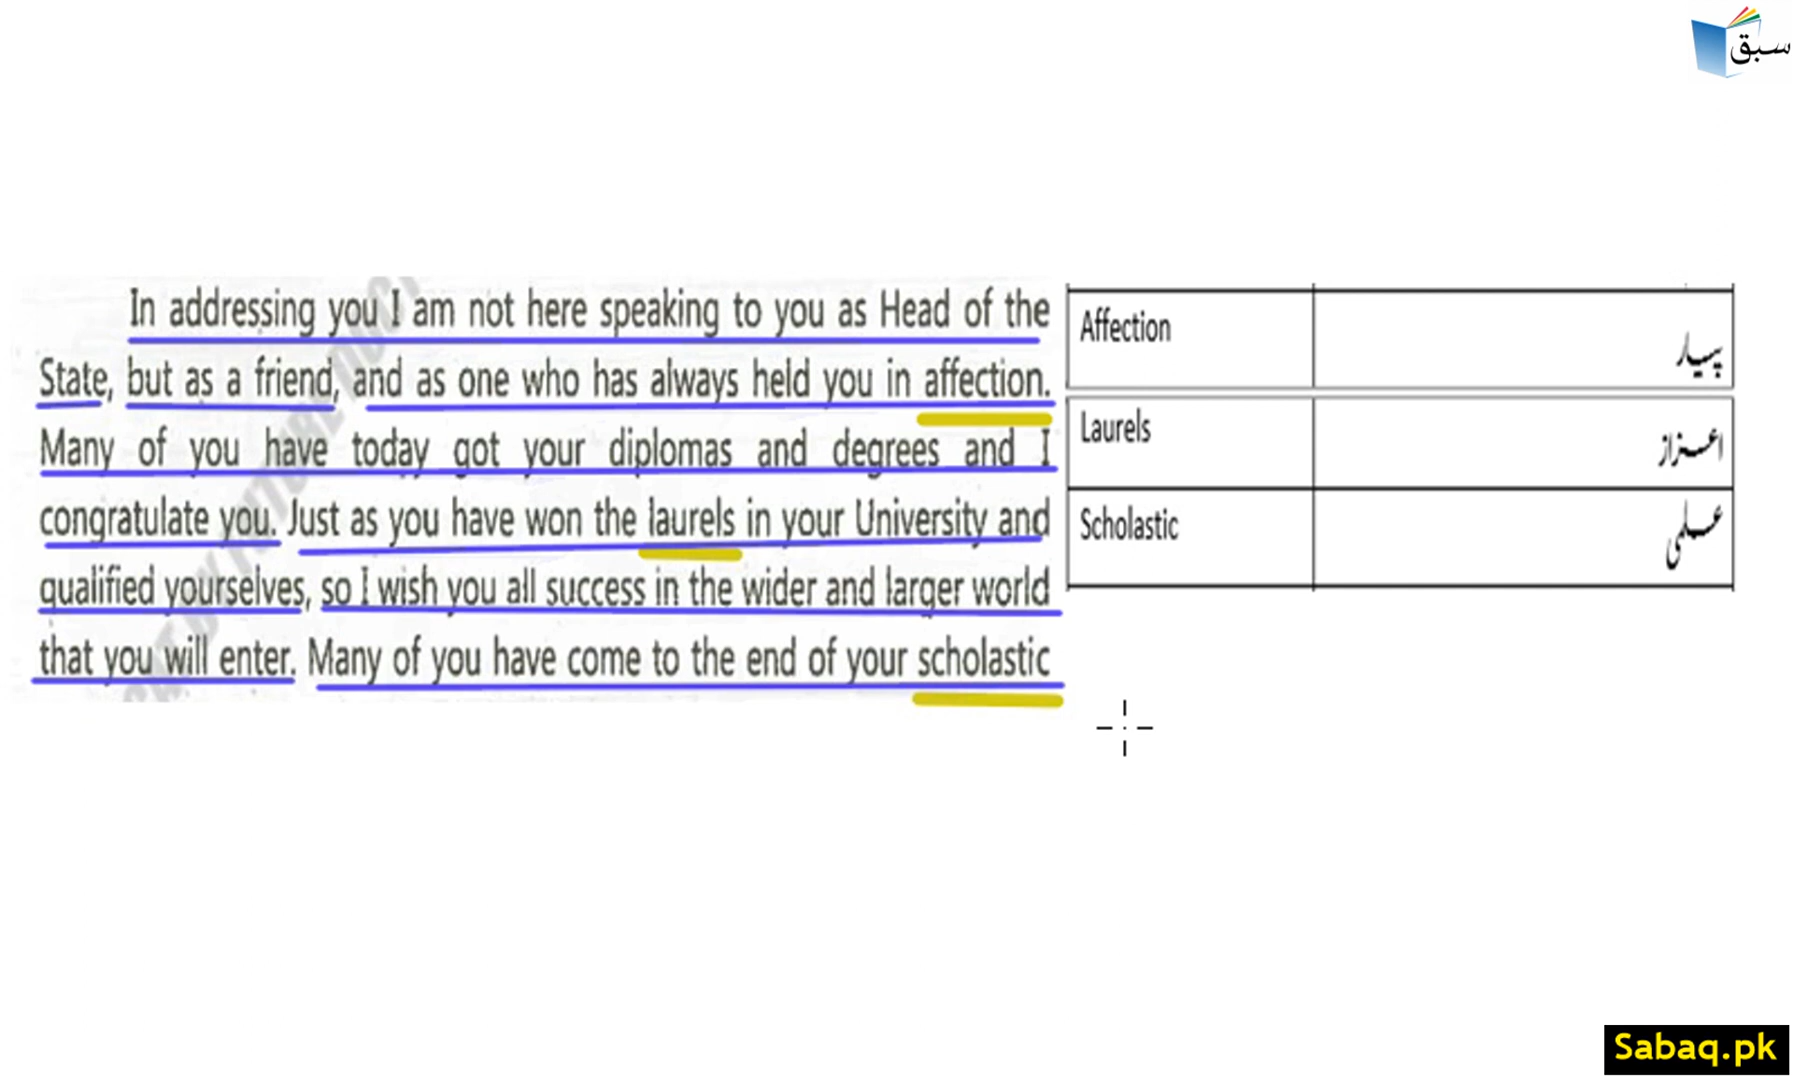 سبق
In addressing you I am not here speaking to you as Head of the
State, but as a friend, and as one who has always held you in affection.
Many of you have today got your diplomas and degrees and I
congratulate you. Just as you have won the laurels in your University and
qualified yourselves, so I wish you all success in the wider and larger world
that you will enter. Many of you have come to the end of your scholastic
Affection پیار
Laurels اعزاز
Scholastic علمی
Sabaq.pk